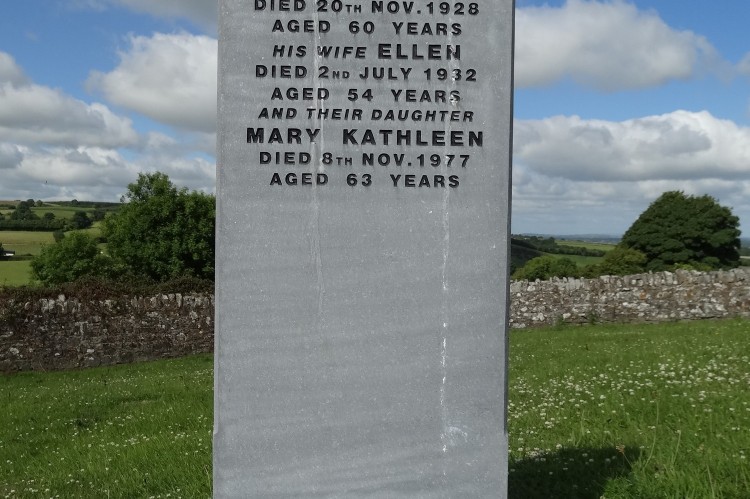 DIED 20TH NOV. 1928
AGED 60 YEARS
HIS WIFE ELLEN
DIED 2ND JULY 1932
AGED 54 YEARS
AND THEIR DAUGHTER
MARY KATHLEEN
DIED 8TH NOV. 1977
AGED 63 YEARS